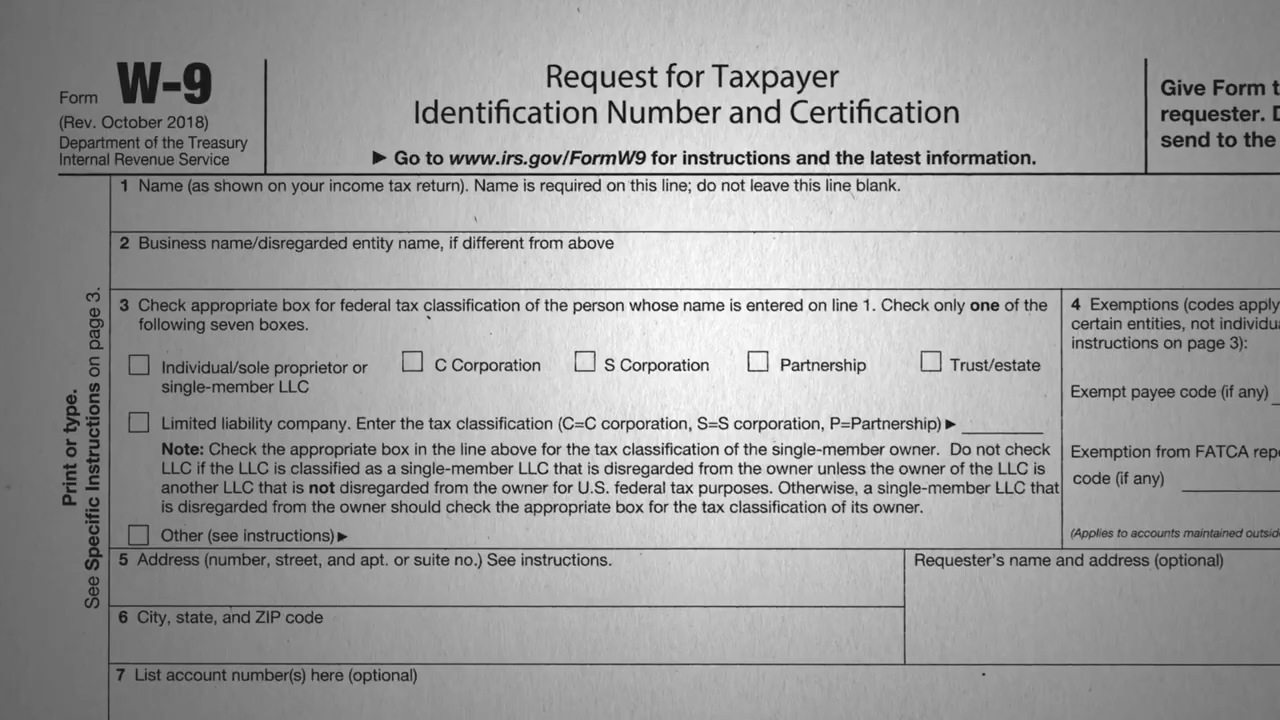 Form W-9
(Rev. October 2018)
Department of the Treasury
Internal Revenue Service
Request for Taxpayer
Identification Number and Certification
▶ Go to www.irs.gov/FormW9 for instructions and the latest information.
Give Form t
requester. D
send to the
Print or type.
See Specific Instructions on page 3.
1 Name (as shown on your income tax return). Name is required on this line; do not leave this line blank.
2 Business name/disregarded entity name, if different from above
3 Check appropriate box for federal tax classification of the person whose name is entered on line 1. Check only one of the
following seven boxes.
Individual/sole proprietor or
single-member LLC
C Corporation
S Corporation
Partnership
Trust/estate
Limited liability company. Enter the tax classification (C=C corporation, S=S corporation, P=Partnership) ▶
Note: Check the appropriate box in the line above for the tax classification of the single-member owner. Do not check
LLC if the LLC is classified as a single-member LLC that is disregarded from the owner unless the owner of the LLC is
another LLC that is not disregarded from the owner for U.S. federal tax purposes. Otherwise, a single-member LLC that
is disregarded from the owner should check the appropriate box for the tax classification of its owner.
Other (see instructions) ▶
4 Exemptions (codes apply
certain entities, not individu
instructions on page 3):
Exempt payee code (if any)
Exemption from FATCA repo
code (if any)
(Applies to accounts maintained outsid
5 Address (number, street, and apt. or suite no.) See instructions.
Requester's name and address (optional)
6 City, state, and ZIP code
7 List account number(s) here (optional)